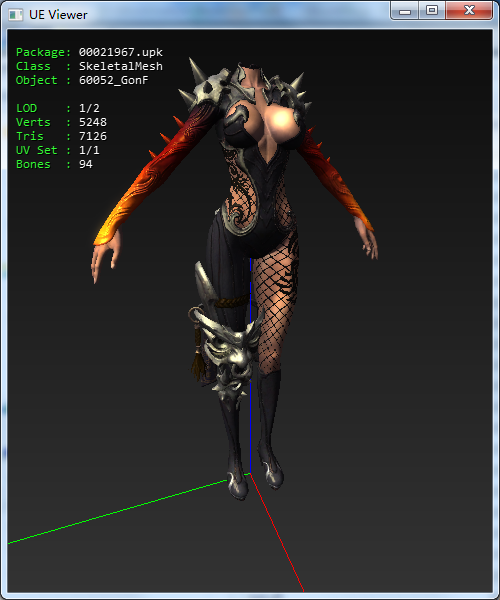 UE Viewer
Package: 00021967.upk
Class  : SkeletalMesh
Object : 60052_GonF
LOD    : 1/2
Verts  : 5248
Tris   : 7126
UV Set : 1/1
Bones  : 94